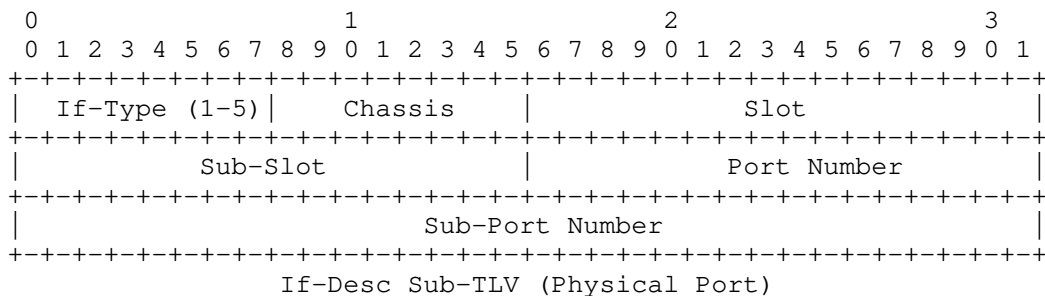 0                   1                   2                   3
 0 1 2 3 4 5 6 7 8 9 0 1 2 3 4 5 6 7 8 9 0 1 2 3 4 5 6 7 8 9 0 1
+-+-+-+-+-+-+-+-+-+-+-+-+-+-+-+-+-+-+-+-+-+-+-+-+-+-+-+-+-+-+-+-+
|  If-Type (1-5)|    Chassis    |             Slot              |
+-+-+-+-+-+-+-+-+-+-+-+-+-+-+-+-+-+-+-+-+-+-+-+-+-+-+-+-+-+-+-+-+
|           Sub-Slot            |           Port Number         |
+-+-+-+-+-+-+-+-+-+-+-+-+-+-+-+-+-+-+-+-+-+-+-+-+-+-+-+-+-+-+-+-+
|                         Sub-Port Number                       |
+-+-+-+-+-+-+-+-+-+-+-+-+-+-+-+-+-+-+-+-+-+-+-+-+-+-+-+-+-+-+-+-+
                 If-Desc Sub-TLV (Physical Port)